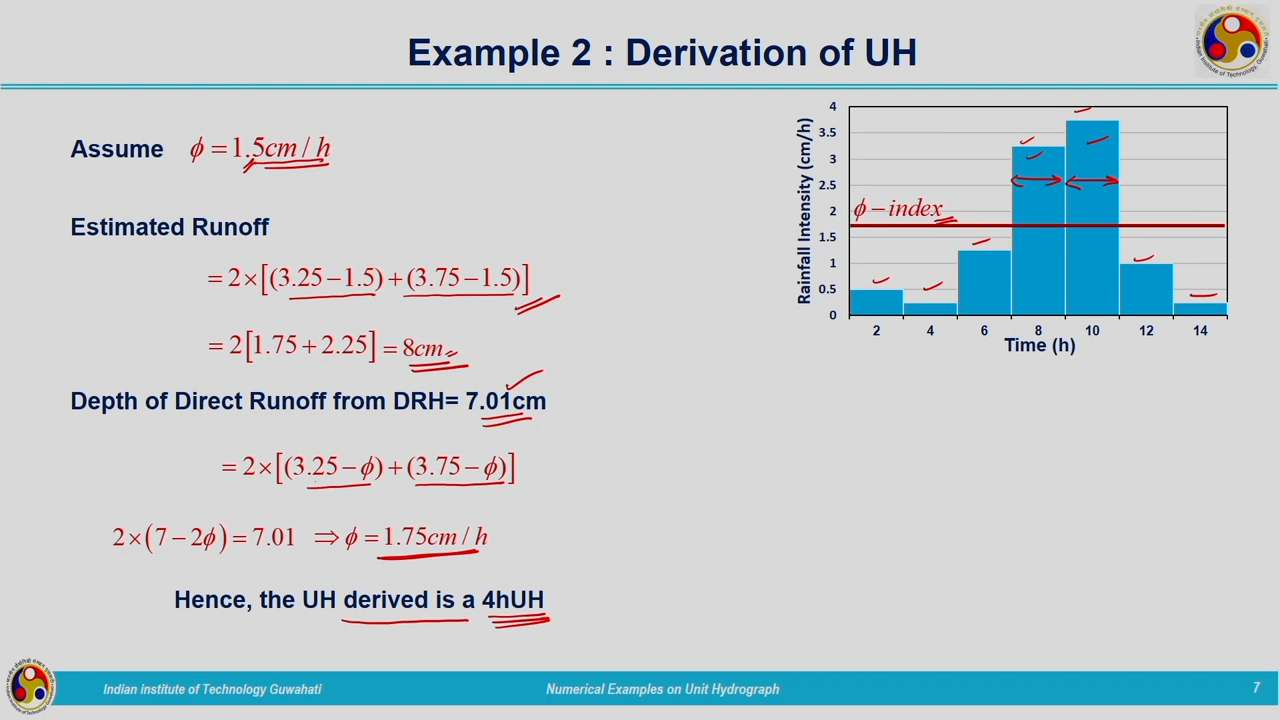 Example 2 : Derivation of UH
Assume ϕ = 1.5cm / h
Estimated Runoff
= 2×[(3.25−1.5)+(3.75−1.5)]
= 2[1.75+2.25] = 8cm
Depth of Direct Runoff from DRH= 7.01cm
= 2×[(3.25−ϕ)+(3.75−ϕ)]
2×(7−2ϕ) = 7.01 ⇒ ϕ = 1.75cm / h
Hence, the UH derived is a 4hUH
Rainfall Intensity (cm/h)
4
3.5
3
2.5
2
1.5
1
0.5
0
ϕ − index
2 4 6 8 10 12 14
Time (h)
Indian institute of Technology Guwahati
Numerical Examples on Unit Hydrograph
7